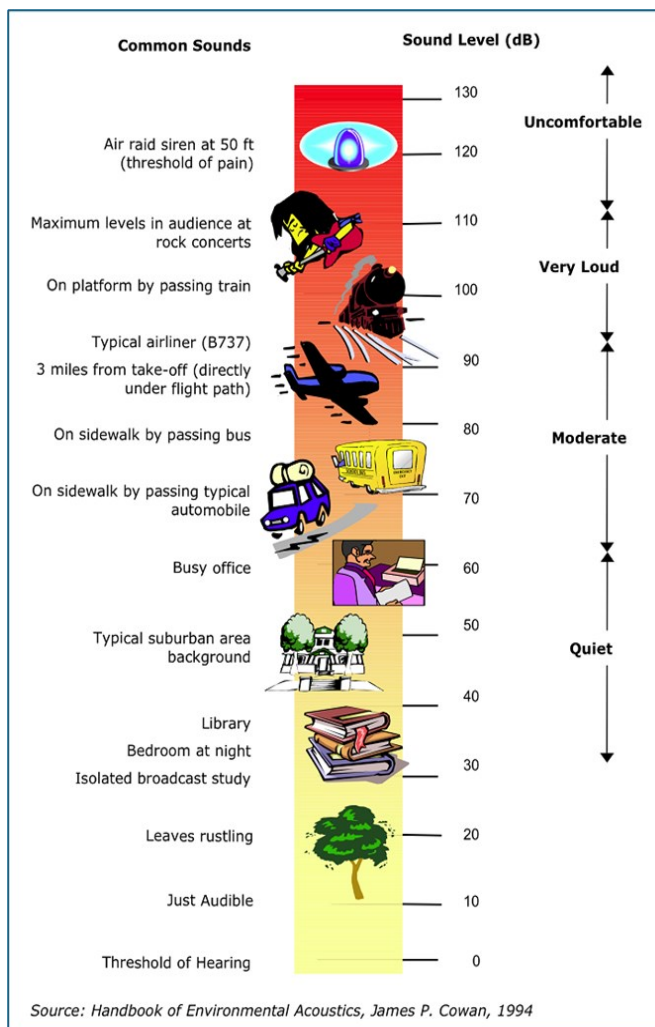 Common Sounds
Sound Level (dB)
130
Uncomfortable
Air raid siren at 50 ft
(threshold of pain)
120
Maximum levels in audience at
rock concerts
110
Very Loud
On platform by passing train
100
Typical airliner (B737)
3 miles from take-off (directly
under flight path)
90
On sidewalk by passing bus
80
Moderate
On sidewalk by passing typical
automobile
70
Busy office
60
Typical suburban area
background
50
Quiet
40
Library
Bedroom at night
30
Isolated broadcast study
Leaves rustling
20
Just Audible
10
Threshold of Hearing
0
Source: Handbook of Environmental Acoustics, James P. Cowan, 1994